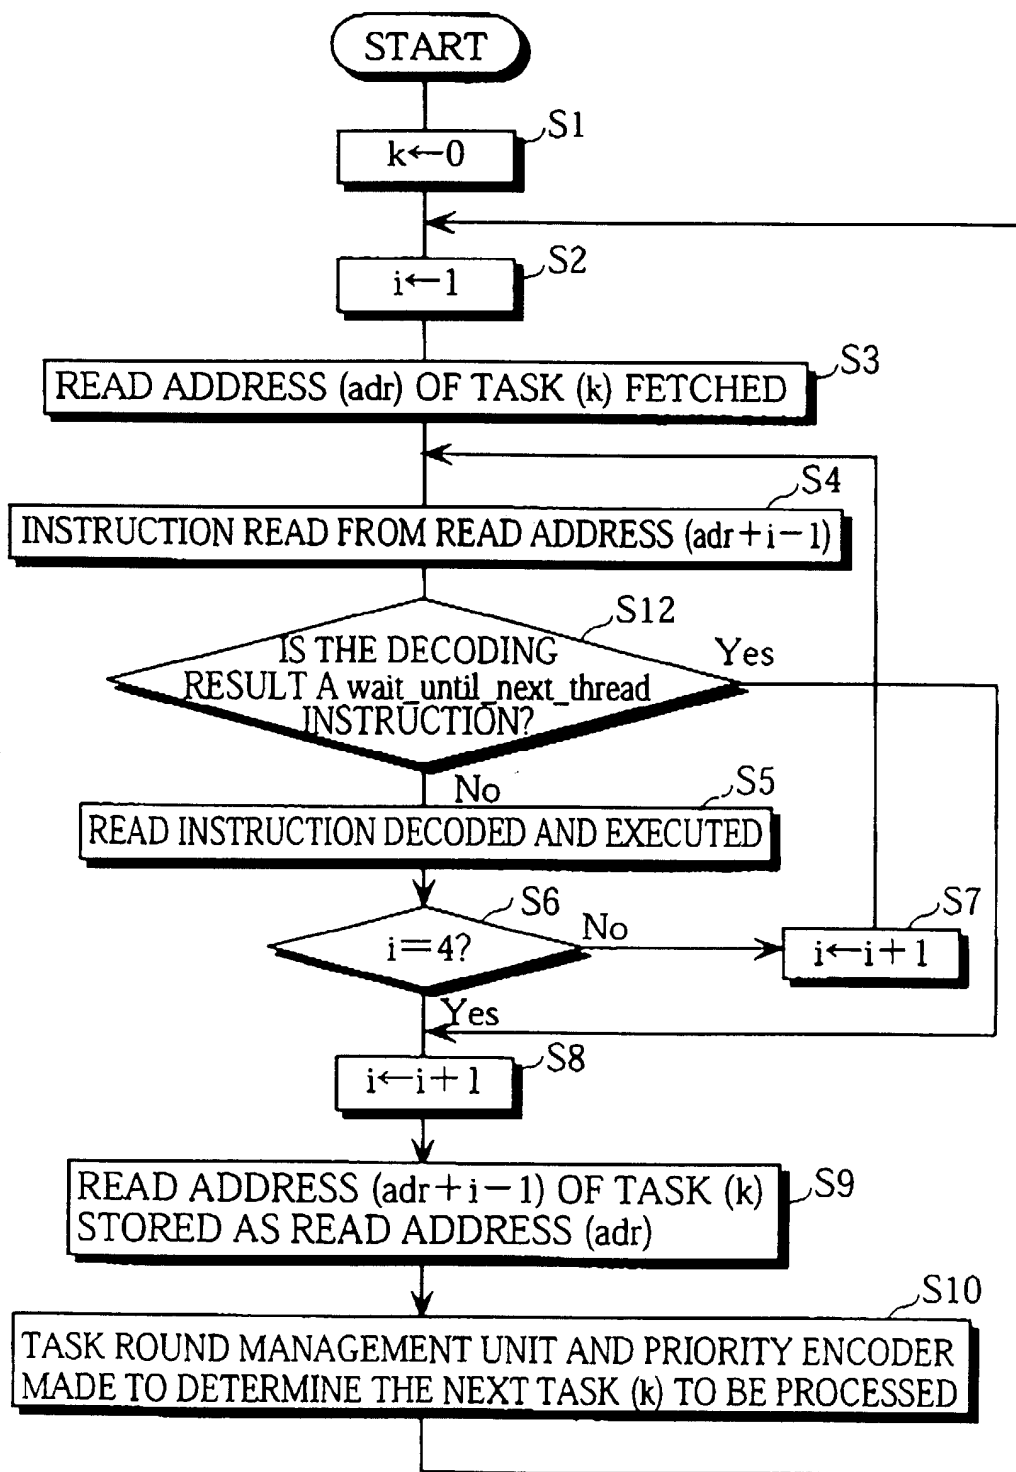 START
S1
k←0
S2
i←1
S3
READ ADDRESS (adr) OF TASK (k) FETCHED
S4
INSTRUCTION READ FROM READ ADDRESS (adr+i−1)
S12
IS THE DECODING
RESULT A wait_until_next_thread
INSTRUCTION?
Yes
No
S5
READ INSTRUCTION DECODED AND EXECUTED
S6
i=4?
No
S7
i←i+1
Yes
S8
i←i+1
S9
READ ADDRESS (adr+i−1) OF TASK (k)
STORED AS READ ADDRESS (adr)
S10
TASK ROUND MANAGEMENT UNIT AND PRIORITY ENCODER
MADE TO DETERMINE THE NEXT TASK (k) TO BE PROCESSED